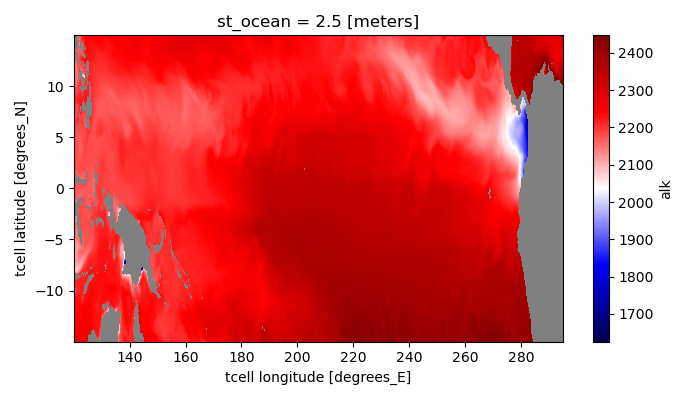 st_ocean = 2.5 [meters]
10
5
0
−5
−10
tcell latitude [degrees_N]
140 160 180 200 220 240 260 280
tcell longitude [degrees_E]
2400
2300
2200
2100
2000
1900
1800
1700
alk